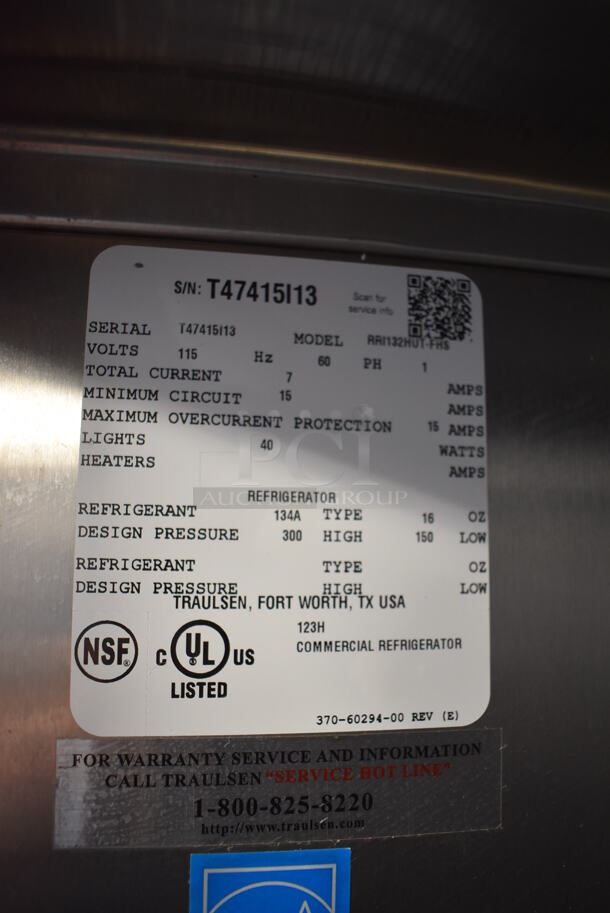 S/N: T47415I13
Scan for
service info
SERIAL T47415I13 MODEL RRI132HUT-FHS
VOLTS 115 Hz 60 PH 1
TOTAL CURRENT 7 AMPS
MINIMUM CIRCUIT 15 AMPS
MAXIMUM OVERCURRENT PROTECTION 15 AMPS
LIGHTS 40 WATTS
HEATERS AMPS
PCI
AUCTION GROUP
REFRIGERATOR
REFRIGERANT 134A TYPE 16 OZ
DESIGN PRESSURE 300 HIGH 150 LOW
REFRIGERANT TYPE OZ
DESIGN PRESSURE HIGH LOW
TRAULSEN, FORT WORTH, TX USA
123H
COMMERCIAL REFRIGERATOR
NSF®
C UL US
LISTED
370-60294-00 REV (E)
FOR WARRANTY SERVICE AND INFORMATION
CALL TRAULSEN "SERVICE HOT LINE"
1-800-825-8220
http://www.traulsen.com